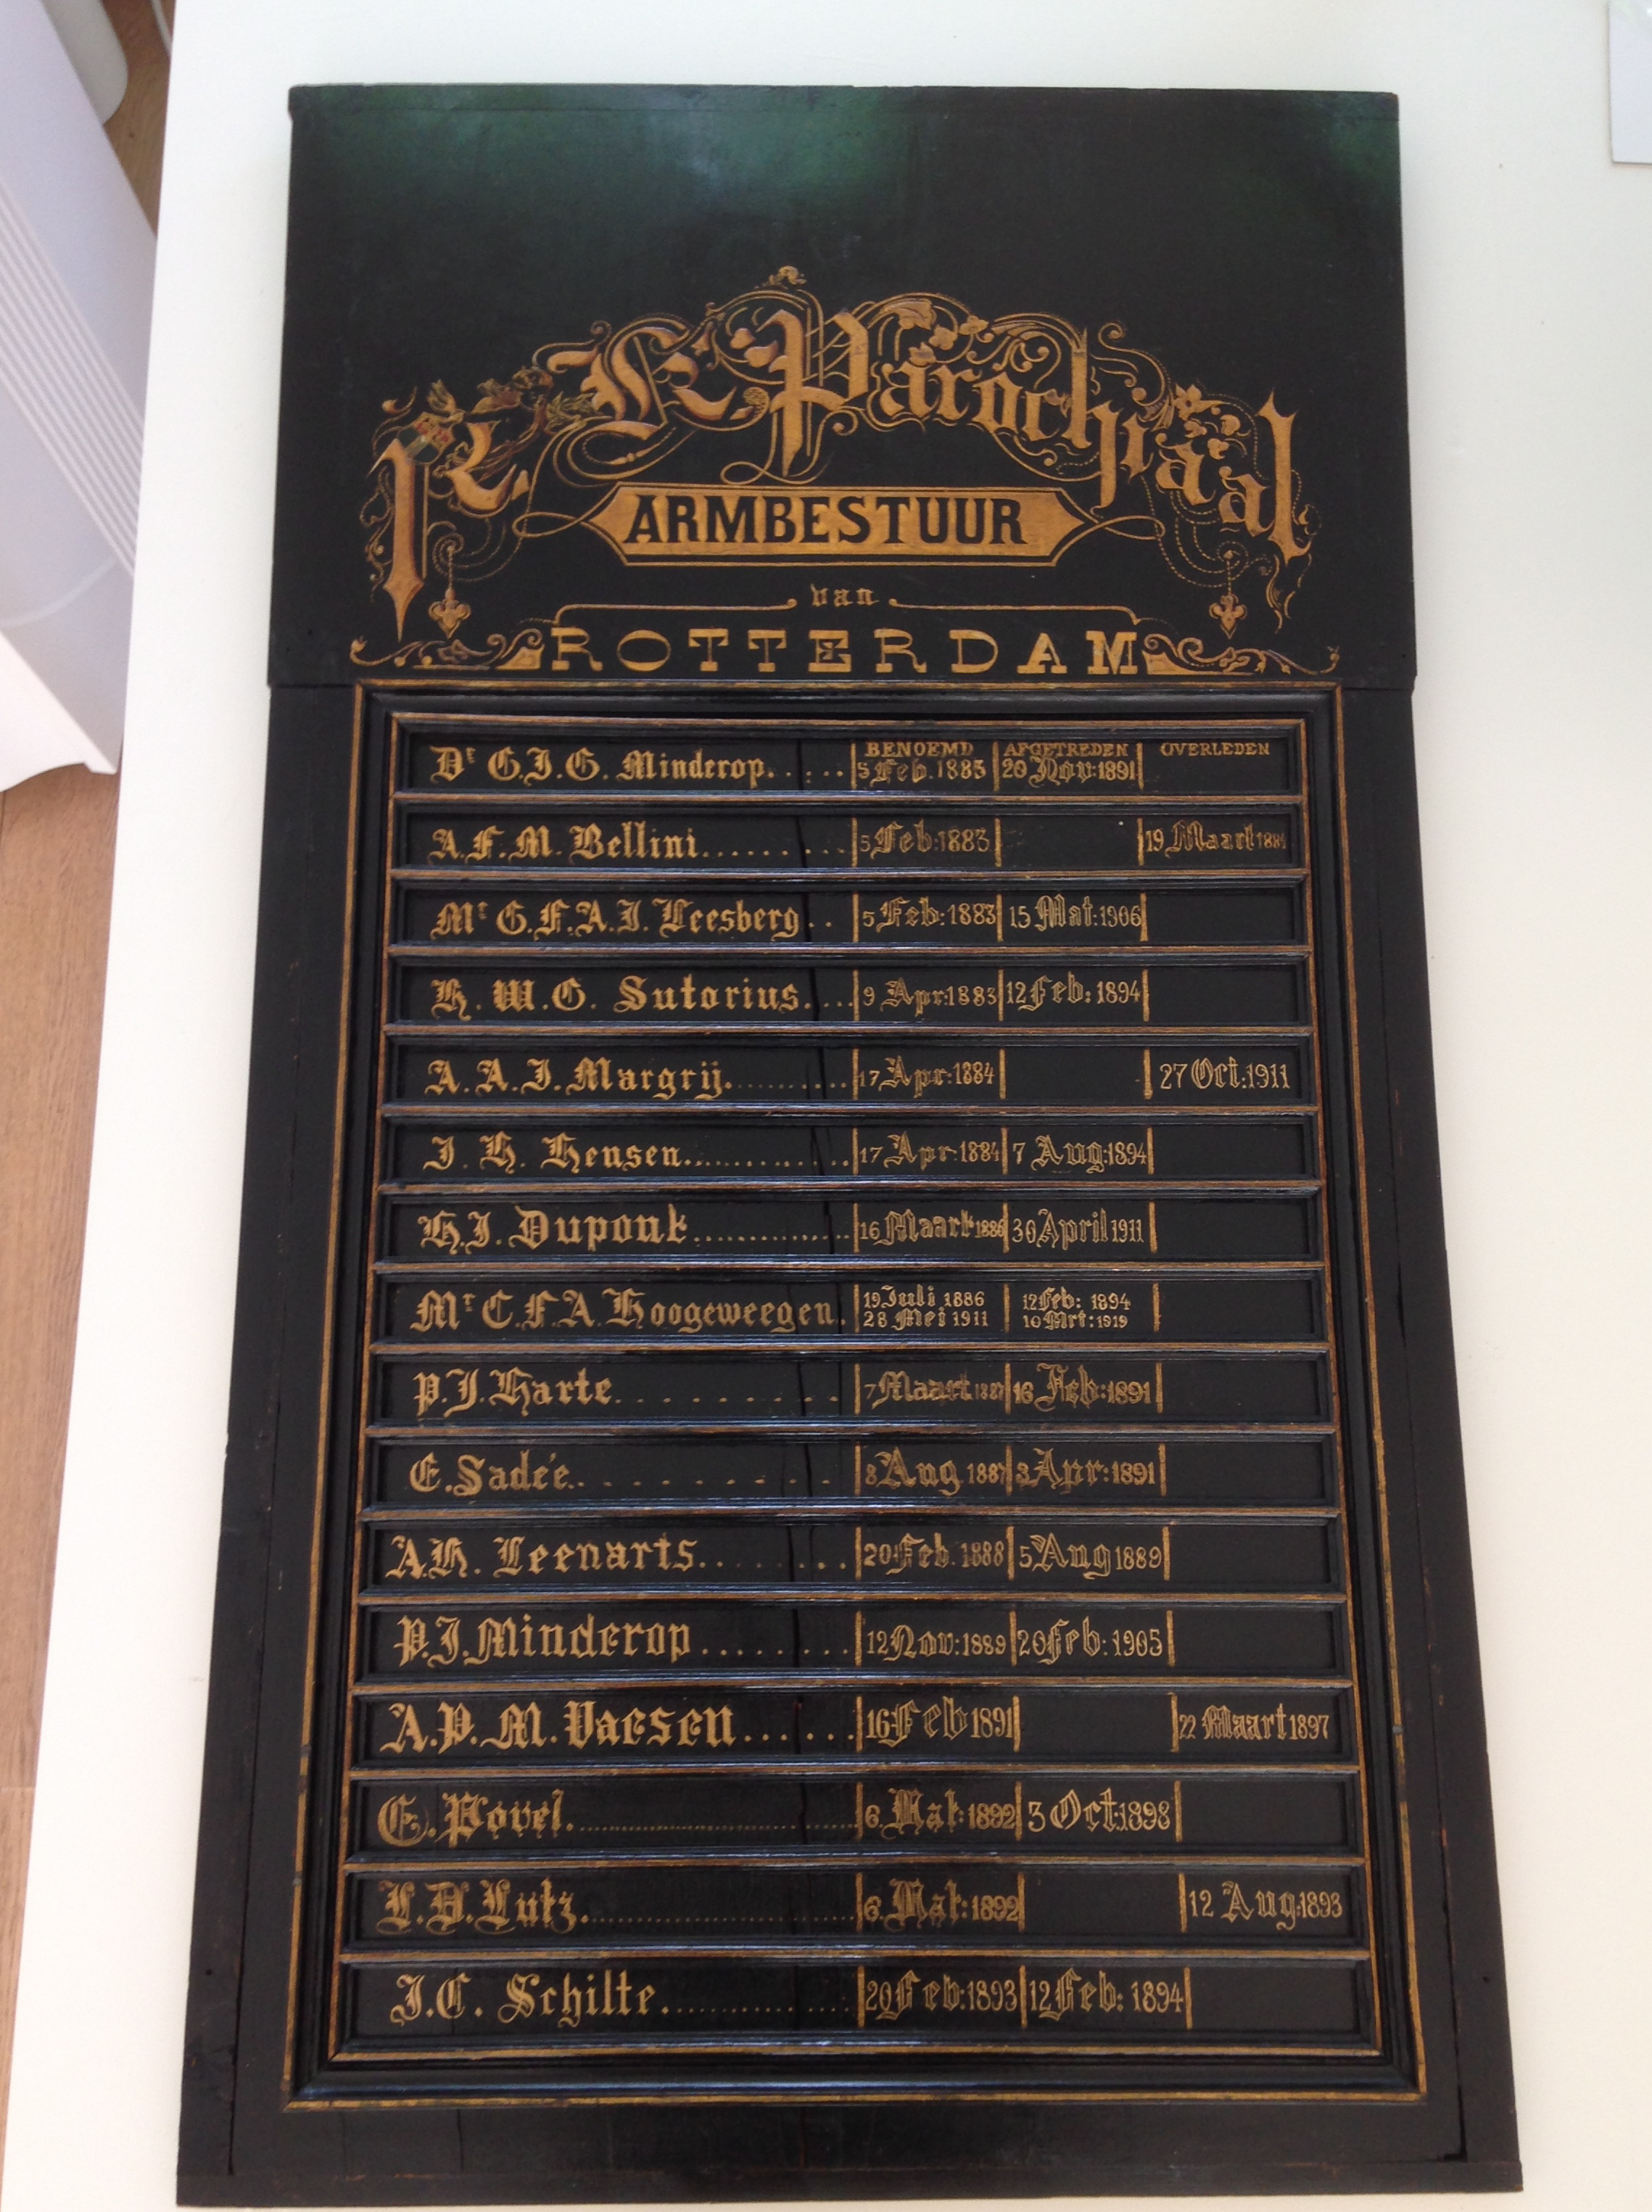 R. K. Parochiaal
ARMBESTUUR
van
ROTTERDAM
BENOEMD AFGETREDEN OVERLEDEN
Dr G.J.G. Minderop..... 5 Feb. 1883 20 Nov: 1891
A.F.M. Bellini........ 5 Feb: 1883 19 Maart
Mr G.F.A.J. Leesberg.. 5 Feb: 1883 15 Mat: 1906
H. W.G. Sutorius.... 9 Apr: 1883 12 Feb: 1894
A.A.J. Margrij.......... 17 Apr: 1884 27 Oct: 1911
J. H. Hensen............ 17 Apr: 1884 7 Aug: 1894
H.J. Dupont.............. 16 Maart 1886 30 April 1911
Mr C.F.A. Hoogeweegen. 19 Juli 1886 12 Feb: 1894
28 Mei 1911 10 Mrt: 1919
P.J. Harte......... 7 Maart 16 Feb: 1891
E. Sadée......... 8 Aug 1887 3 Apr: 1891
A.H. Leenarts....... 20 Feb. 1888 5 Aug 1889
P.J. Minderop........ 12 Nov: 1889 20 Feb: 1905
A.P.M. Vaesen...... 16 Feb 1891 22 Maart 1897
E. Povel......................... 6. Mat: 1892 3 Oct: 1898
L.D. Lutz......................... 6. Mat: 1892 12 Aug: 1893
J.C. Schilte................. 20 Feb: 1893 12 Feb: 1894